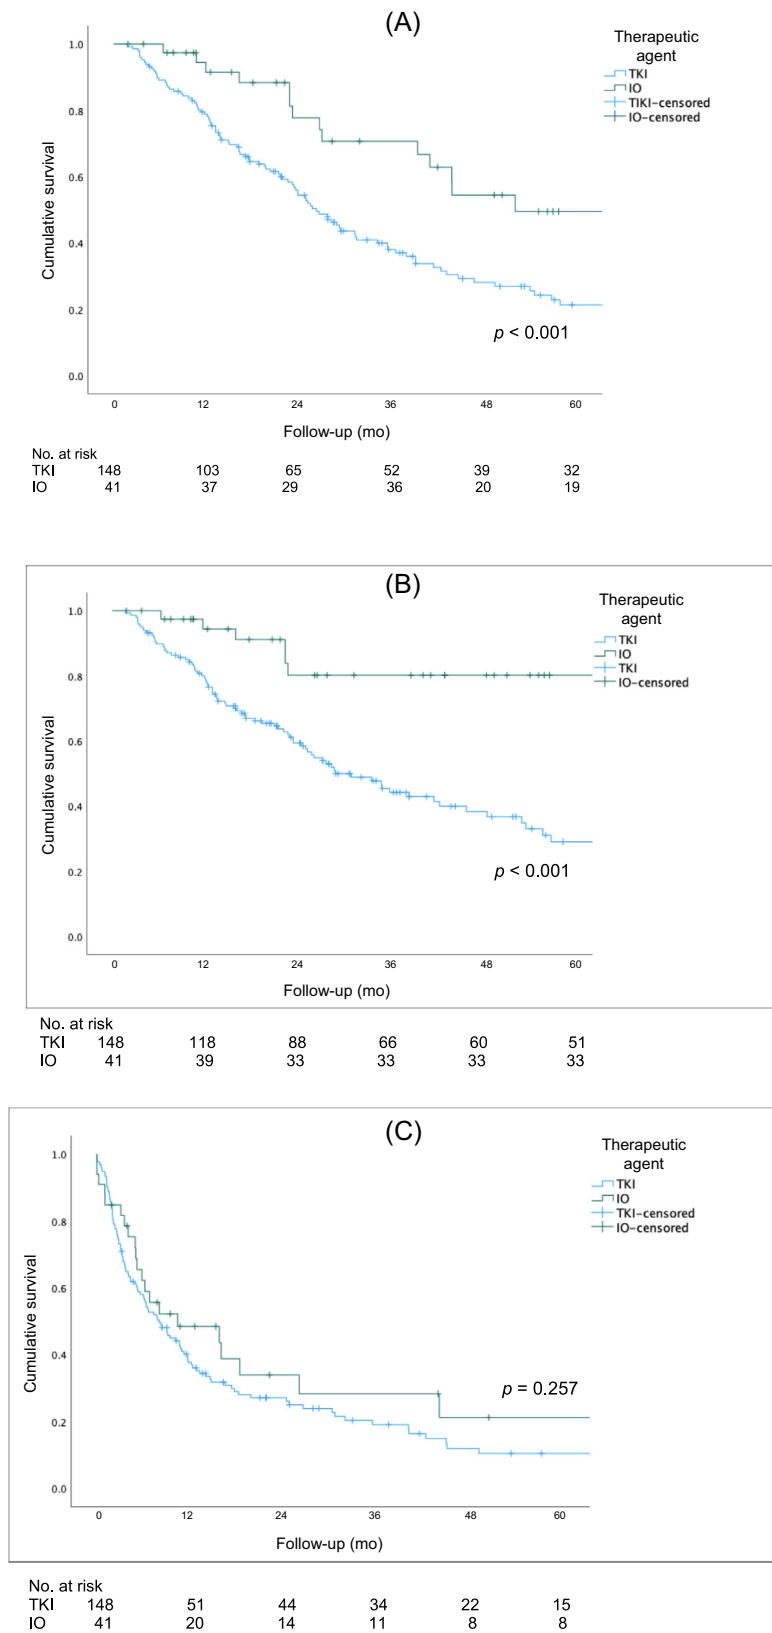 (A)
Therapeutic
agent
TKI
IO
TIKI-censored
IO-censored
Cumulative survival
1.0
0.8
0.6
0.4
0.2
0.0
p < 0.001
0 12 24 36 48 60
Follow-up (mo)
No. at risk
TKI 148 103 65 52 39 32
IO 41 37 29 36 20 19
(B)
Therapeutic
agent
TKI
IO
TKI
IO-censored
Cumulative survival
1.0
0.8
0.6
0.4
0.2
0.0
p < 0.001
0 12 24 36 48 60
Follow-up (mo)
No. at risk
TKI 148 118 88 66 60 51
IO 41 39 33 33 33 33
(C)
Therapeutic
agent
TKI
IO
TKI-censored
IO-censored
Cumulative survival
1.0
0.8
0.6
0.4
0.2
0.0
p = 0.257
0 12 24 36 48 60
Follow-up (mo)
No. at risk
TKI 148 51 44 34 22 15
IO 41 20 14 11 8 8